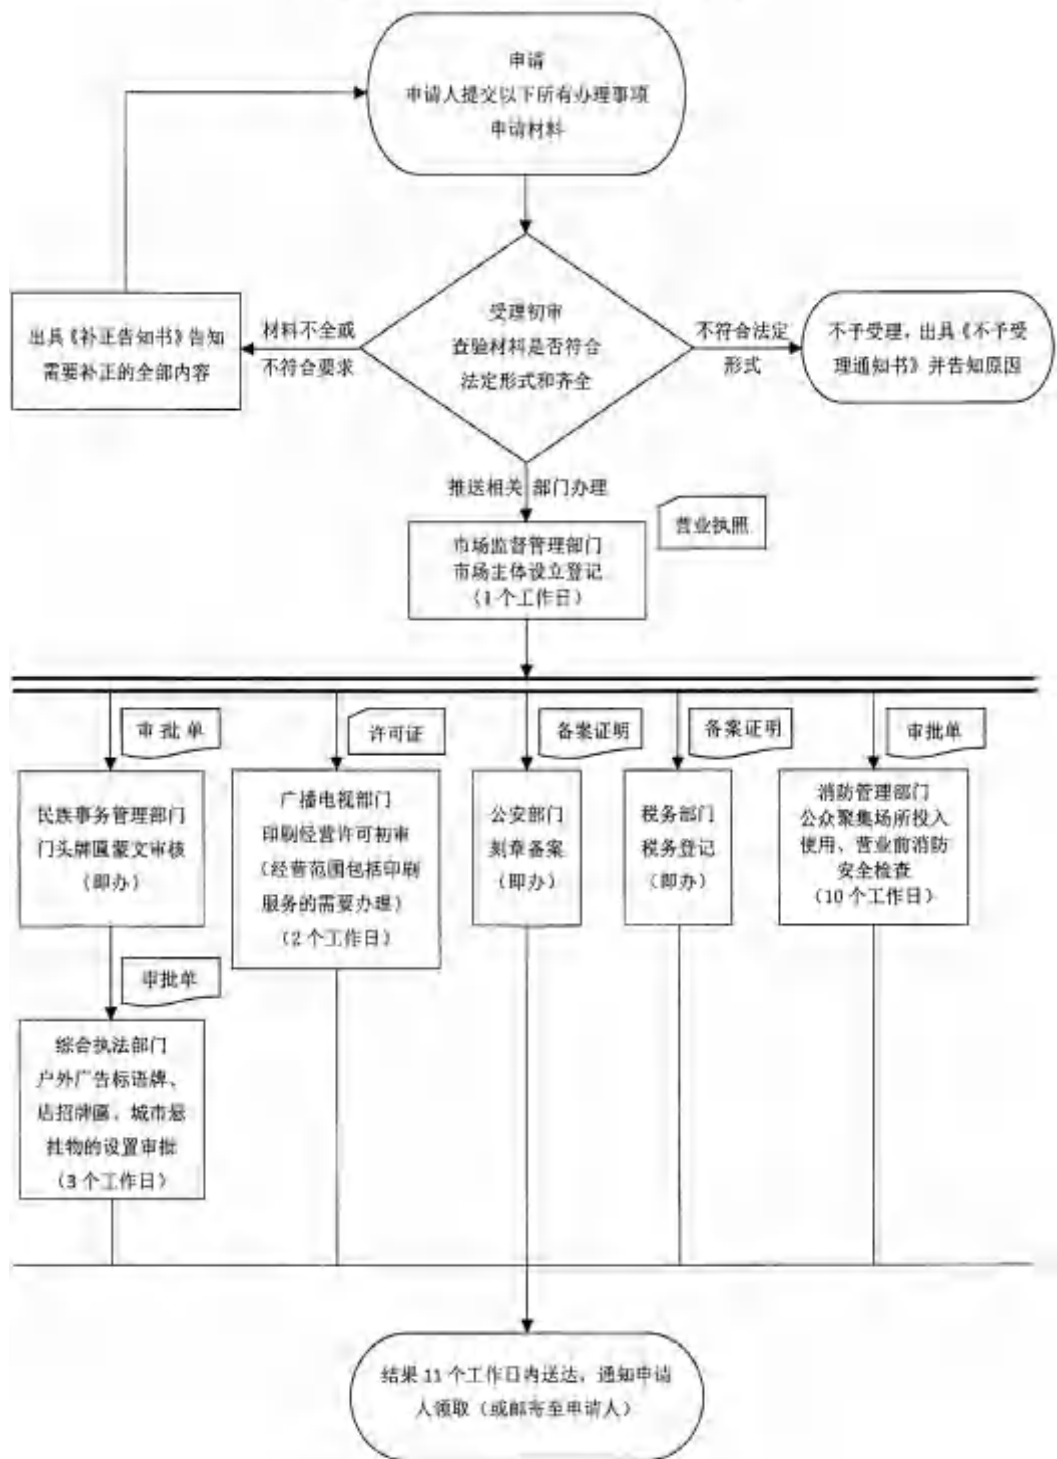 申请
申请人提交以下所有办理事项
申请材料
受理初审
查验材料是否符合
法定形式和齐全
材料不全或
不符合要求
出具《补正告知书》告知
需要补正的全部内容
不符合法定
形式
不予受理，出具《不予受
理通知书》并告知原因
推送相关 部门办理
营业执照
市场监督管理部门
市场主体设立登记
（1 个工作日）
审 批 单
许可证
备案证明
备案证明
审批单
民族事务管理部门
门头牌匾蒙文审核
（即办）
广播电视部门
印刷经营许可初审
（经营范围包括印刷
服务的需要办理）
（2 个工作日）
公安部门
刻章备案
（即办）
税务部门
税务登记
（即办）
消防管理部门
公众聚集场所投入
使用、营业前消防
安全检查
（10 个工作日）
审批单
综合执法部门
户外广告标语牌、
店招牌匾、城市悬
挂物的设置审批
（3 个工作日）
结果 11 个工作日内送达，通知申请
人领取（或邮寄至申请人）